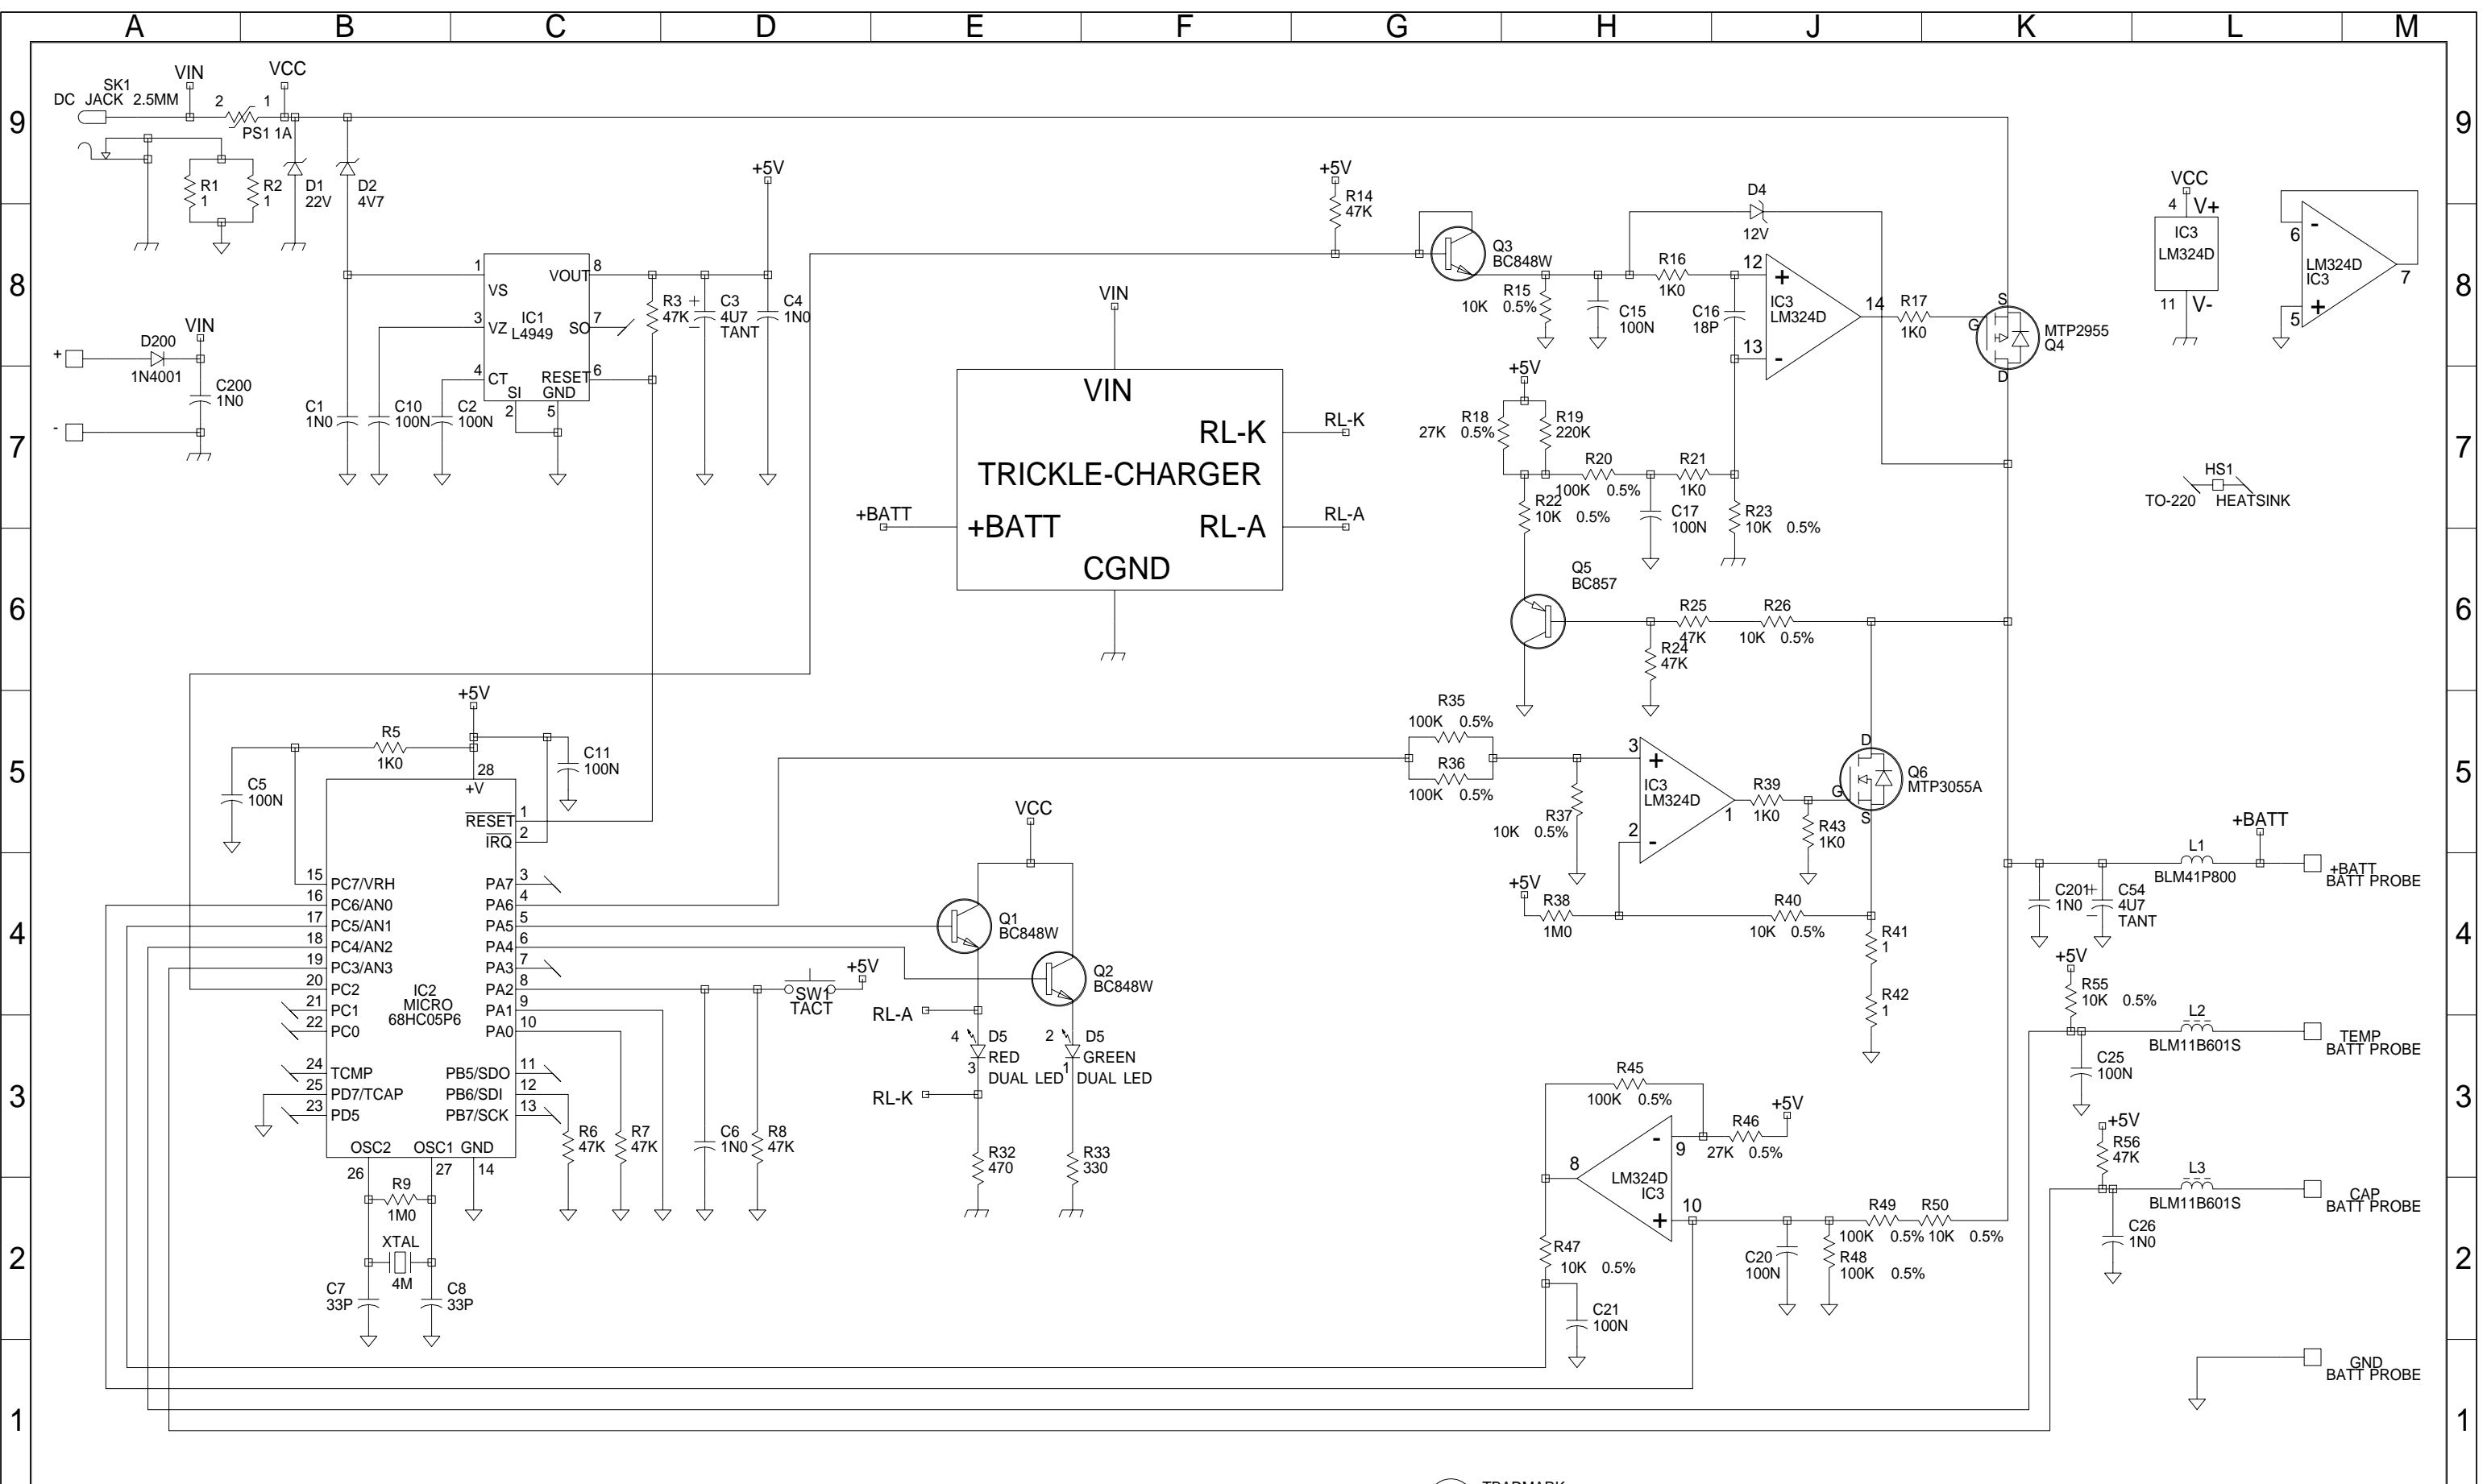 A B C D E F G H J K L M
9 9
8 8
7 7
6 6
5 5
4 4
3 3
2 2
1 1
SK1
DC JACK 2.5MM
VIN
2 1
VCC
PS1 1A
R1
1
R2
1
D1
22V
D2
4V7
+5V
+5V
R14
47K
D4
12V
VCC
4 V+
IC3
LM324D
11 V-
-
6
LM324D
IC3
7
5
+
VIN
D200
+
1N4001
C200
1N0
-
1
VS
VOUT
8
3
VZ
IC1
L4949
SO
7
4
CT
RESET
6
SI
GND
2
5
R3
47K
+
C3
4U7
TANT
-
C4
1N0
C1
1N0
C10
100N
C2
100N
VIN
VIN
RL-K
RL-K
TRICKLE-CHARGER
+BATT
+BATT
RL-A
RL-A
CGND
Q3
BC848W
R15
10K 0.5%
C15
100N
R16
1K0
C16
18P
12
+
IC3
LM324D
13
-
14
R17
1K0
S
G
D
MTP2955
Q4
+5V
R18
27K 0.5%
R19
220K
R20
100K 0.5%
R21
1K0
R22
10K 0.5%
C17
100N
R23
10K 0.5%
HS1
TO-220 HEATSINK
Q5
BC857
R25
47K
R26
10K 0.5%
R24
47K
+5V
R5
1K0
C5
100N
C11
100N
28
+V
RESET
1
IRQ
2
15
PC7/VRH
16
PC6/AN0
17
PC5/AN1
18
PC4/AN2
19
PC3/AN3
20
PC2
21
PC1
22
PC0
24
TCMP
25
PD7/TCAP
23
PD5
PA7
3
PA6
4
PA5
5
PA4
6
PA3
7
PA2
8
PA1
9
PA0
10
PB5/SDO
11
PB6/SDI
12
PB7/SCK
13
IC2
MICRO
68HC05P6
OSC2
OSC1
GND
26
27
14
R9
1M0
XTAL
4M
C7
33P
C8
33P
R6
47K
R7
47K
C6
1N0
R8
47K
SW1
TACT
+5V
VCC
Q1
BC848W
Q2
BC848W
RL-A
4
D5
RED
3
DUAL LED
2
D5
GREEN
1
DUAL LED
RL-K
R32
470
R33
330
R35
100K 0.5%
R36
100K 0.5%
R37
10K 0.5%
3
+
IC3
LM324D
2
-
1
R39
1K0
R43
1K0
D
G
S
Q6
MTP3055A
+5V
R38
1M0
R40
10K 0.5%
R41
1
R42
1
+BATT
L1
BLM41P800
+BATT
BATT PROBE
C201
1N0
+
C54
4U7
TANT
-
+5V
R55
10K 0.5%
L2
BLM11B601S
TEMP
BATT PROBE
C25
100N
+5V
R56
47K
L3
BLM11B601S
CAP
BATT PROBE
C26
1N0
R45
100K 0.5%
+5V
R46
27K 0.5%
-
9
8
LM324D
IC3
10
+
R47
10K 0.5%
C21
100N
C20
100N
R48
100K 0.5%
R49
100K 0.5%
R50
10K 0.5%
GND
BATT PROBE